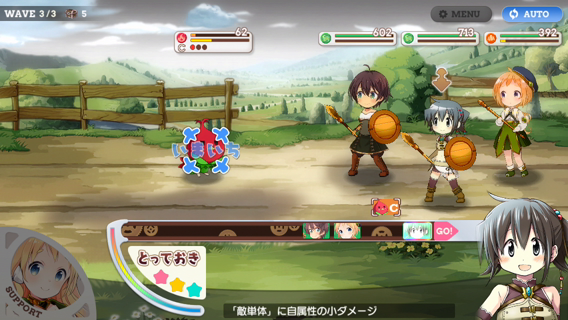 WAVE 3/3 5
MENU
AUTO
62
C
602
713
392
いまいち
C
GO!
とっておき
SUPPORT
「敵単体」に自属性の小ダメージ